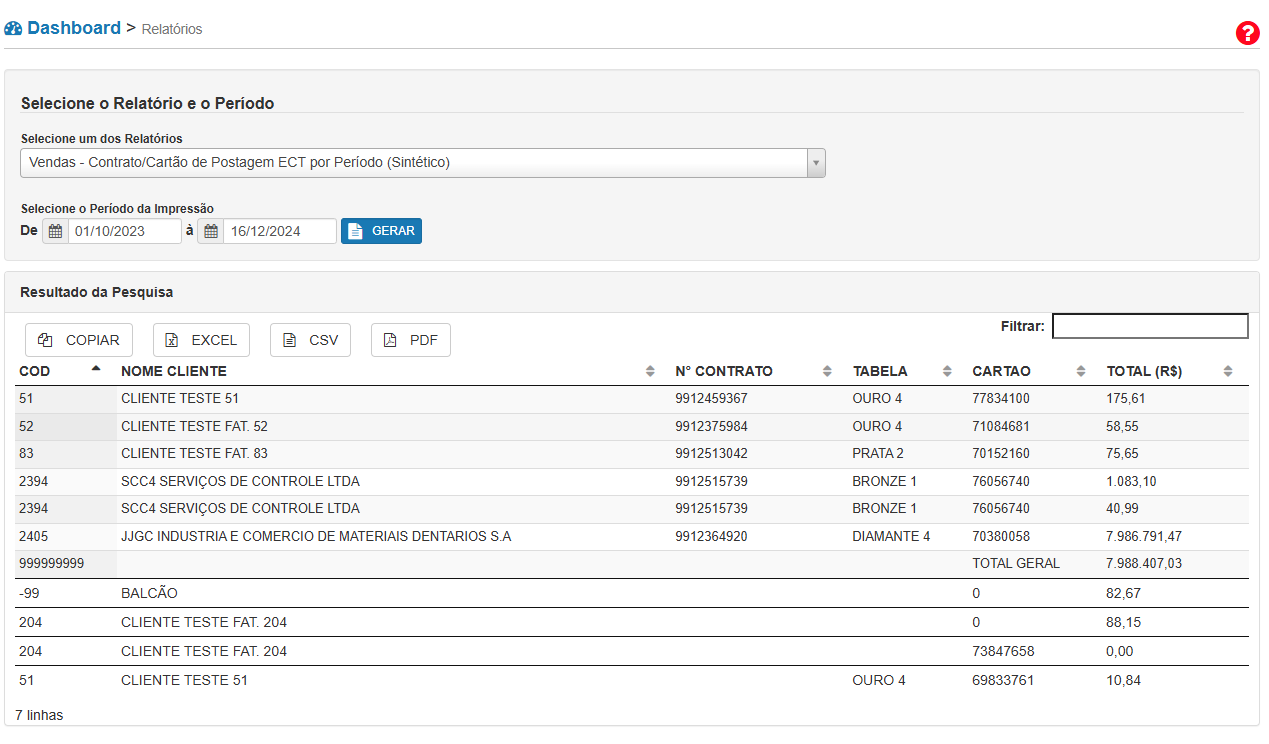 Dashboard > Relatórios
?
Selecione o Relatório e o Período
Selecione um dos Relatórios
Vendas - Contrato/Cartão de Postagem ECT por Período (Sintético)
Selecione o Período da Impressão
De 01/10/2023 à 16/12/2024 GERAR
Resultado da Pesquisa
COPIAR EXCEL CSV PDF Filtrar:
COD NOME CLIENTE N° CONTRATO TABELA CARTAO TOTAL (R$)
51 CLIENTE TESTE 51 9912459367 OURO 4 77834100 175,61
52 CLIENTE TESTE FAT. 52 9912375984 OURO 4 71084681 58,55
83 CLIENTE TESTE FAT. 83 9912513042 PRATA 2 70152160 75,65
2394 SCC4 SERVIÇOS DE CONTROLE LTDA 9912515739 BRONZE 1 76056740 1.083,10
2394 SCC4 SERVIÇOS DE CONTROLE LTDA 9912515739 BRONZE 1 76056740 40,99
2405 JJGC INDUSTRIA E COMERCIO DE MATERIAIS DENTARIOS S.A 9912364920 DIAMANTE 4 70380058 7.986.791,47
999999999 TOTAL GERAL 7.988.407,03
-99 BALCÃO 0 82,67
204 CLIENTE TESTE FAT. 204 0 88,15
204 CLIENTE TESTE FAT. 204 73847658 0,00
51 CLIENTE TESTE 51 OURO 4 69833761 10,84
7 linhas